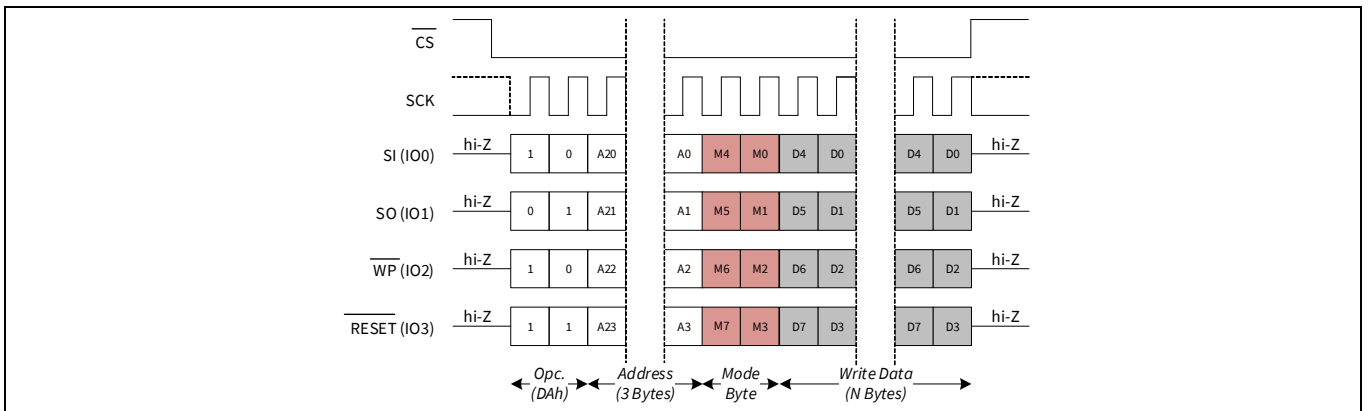 CS
SCK
SI (IO0) hi-Z 1 0 A20 A0 M4 M0 D4 D0 D4 D0 hi-Z
SO (IO1) hi-Z 0 1 A21 A1 M5 M1 D5 D1 D5 D1 hi-Z
WP (IO2) hi-Z 1 0 A22 A2 M6 M2 D6 D2 D6 D2 hi-Z
RESET (IO3) hi-Z 1 1 A23 A3 M7 M3 D7 D3 D7 D3 hi-Z
Opc. Address Mode Write Data
(DAh) (3 Bytes) Byte (N Bytes)